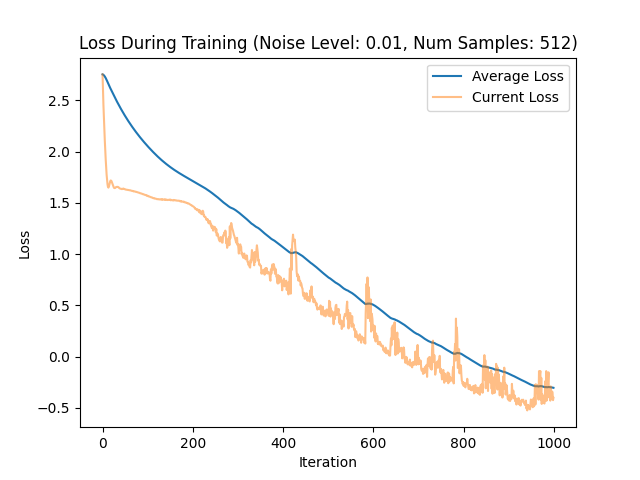 Loss During Training (Noise Level: 0.01, Num Samples: 512)
Average Loss
Current Loss
2.5
2.0
1.5
1.0
0.5
0.0
−0.5
Loss
0
200
400
600
800
1000
Iteration